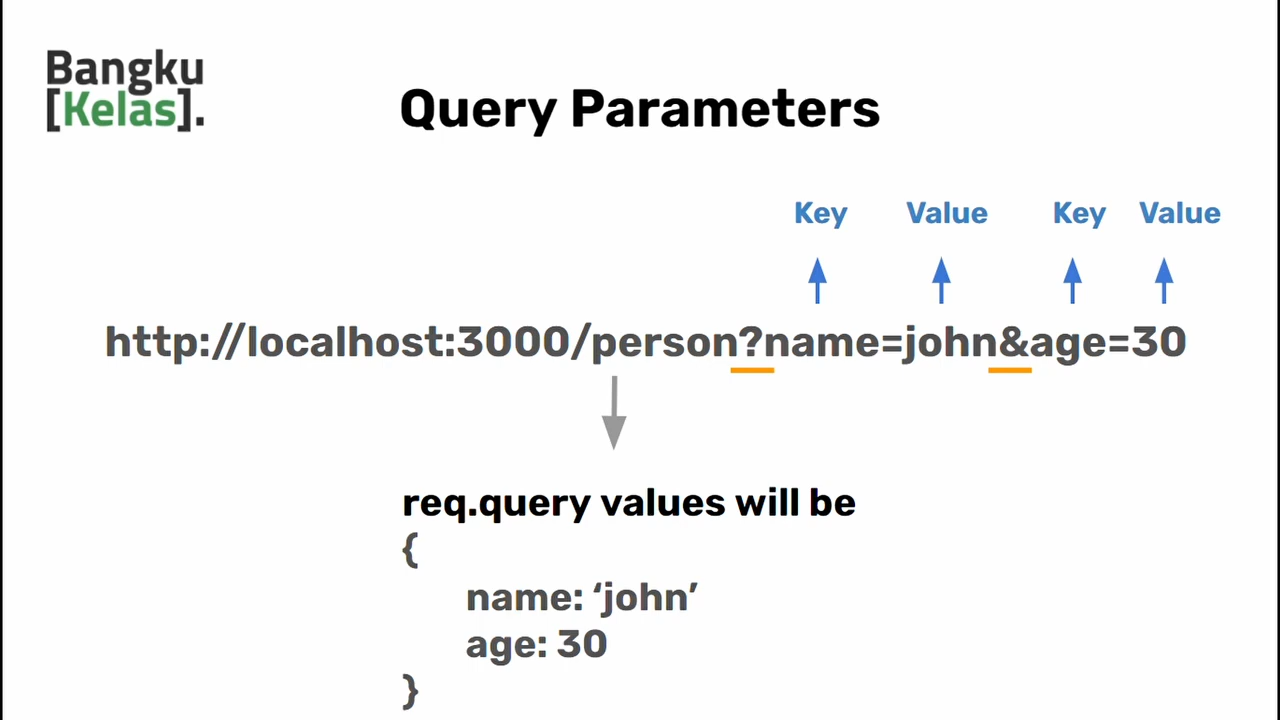 Bangku
[Kelas].
Query Parameters
Key Value Key Value
http://localhost:3000/person?name=john&age=30
req.query values will be
{
name: ‘john’
age: 30
}